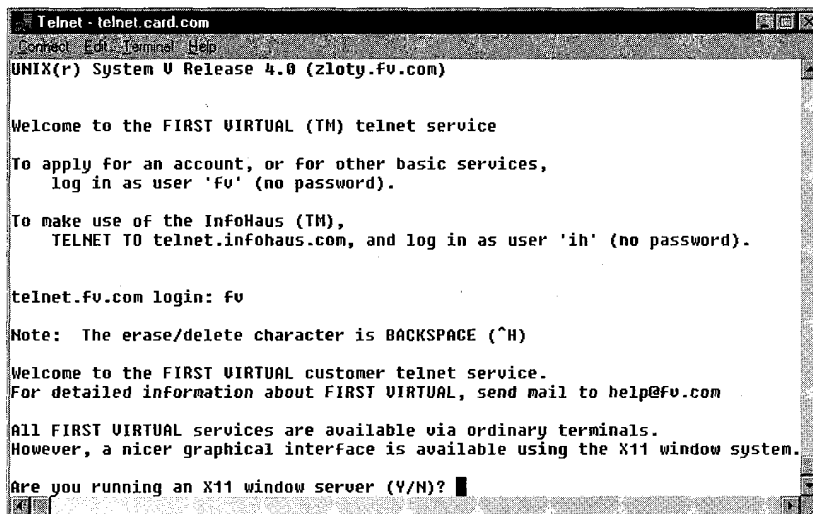 Telnet - telnet.card.com
Connect Edit Terminal Help
UNIX(r) System V Release 4.0 (zloty.fv.com)
Welcome to the FIRST VIRTUAL (TM) telnet service
To apply for an account, or for other basic services,
log in as user 'fv' (no password).
To make use of the InfoHaus (TM),
TELNET TO telnet.infohaus.com, and log in as user 'ih' (no password).
telnet.fv.com login: fv
Note: The erase/delete character is BACKSPACE (^H)
Welcome to the FIRST VIRTUAL customer telnet service.
For detailed information about FIRST VIRTUAL, send mail to help@fv.com
All FIRST VIRTUAL services are available via ordinary terminals.
However, a nicer graphical interface is available using the X11 window system.
Are you running an X11 window server (Y/N)?